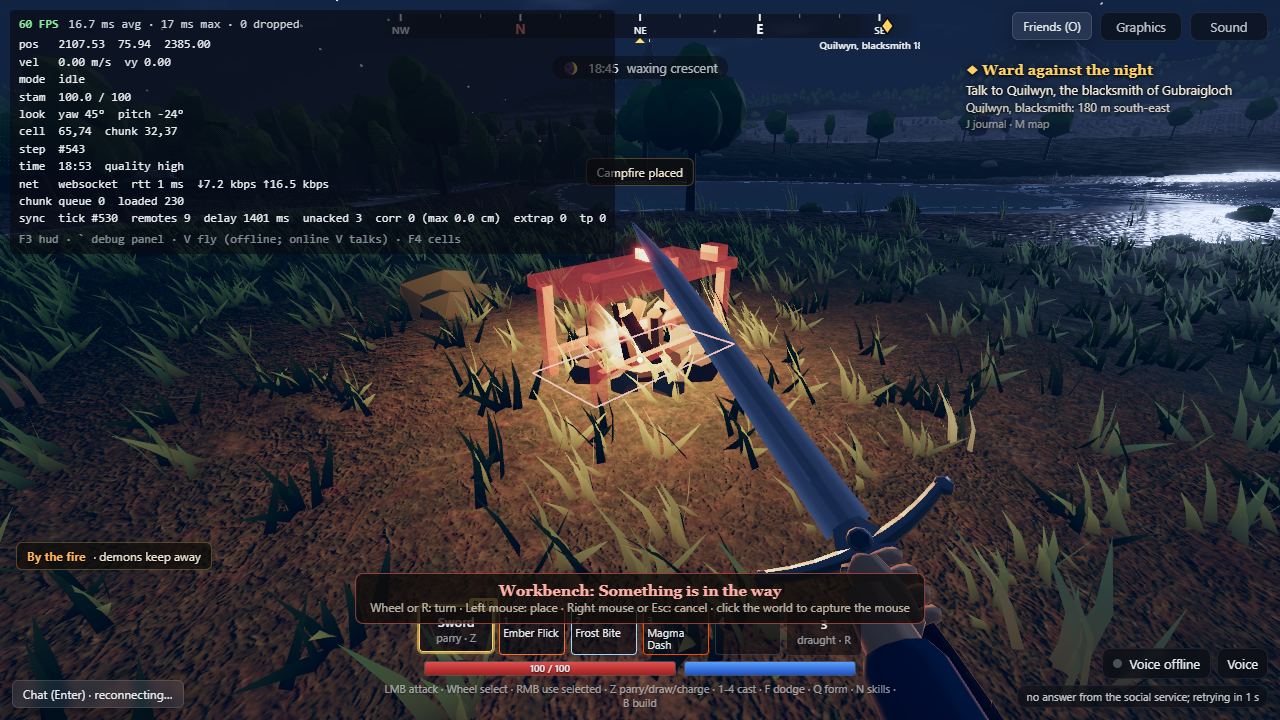 60 FPS 16.7 ms avg · 17 ms max · 0 dropped
pos 2107.53 75.94 2385.00
vel 0.00 m/s vy 0.00
mode idle
stam 100.0 / 100
look yaw 45° pitch -24°
cell 65,74 chunk 32,37
step #543
time 18:53 quality high
net websocket rtt 1 ms ↓7.2 kbps ↑16.5 kbps
chunk queue 0 loaded 230
sync tick #530 remotes 9 delay 1401 ms unacked 3 corr 0 (max 0.0 cm) extrap 0 tp 0
F3 hud · ` debug panel · V fly (offline; online V talks) · F4 cells
NW N NE E SE
Quilwyn, blacksmith
18:45 waxing crescent
Friends (O) Graphics Sound
Ward against the night
Talk to Quilwyn, the blacksmith of Gubraigloch
Quilwyn, blacksmith: 180 m south-east
J journal · M map
Campfire placed
By the fire · demons keep away
Workbench: Something is in the way
Wheel or R: turn · Left mouse: place · Right mouse or Esc: cancel · click the world to capture the mouse
Sword
parry · Z
Ember Flick
Frost Bite
Magma
Dash
3
draught · R
100 / 100
LMB attack · Wheel select · RMB use selected · Z parry/draw/charge · 1-4 cast · F dodge · Q form · N skills ·
B build
Chat (Enter) · reconnecting...
Voice offline Voice
no answer from the social service; retrying in 1 s